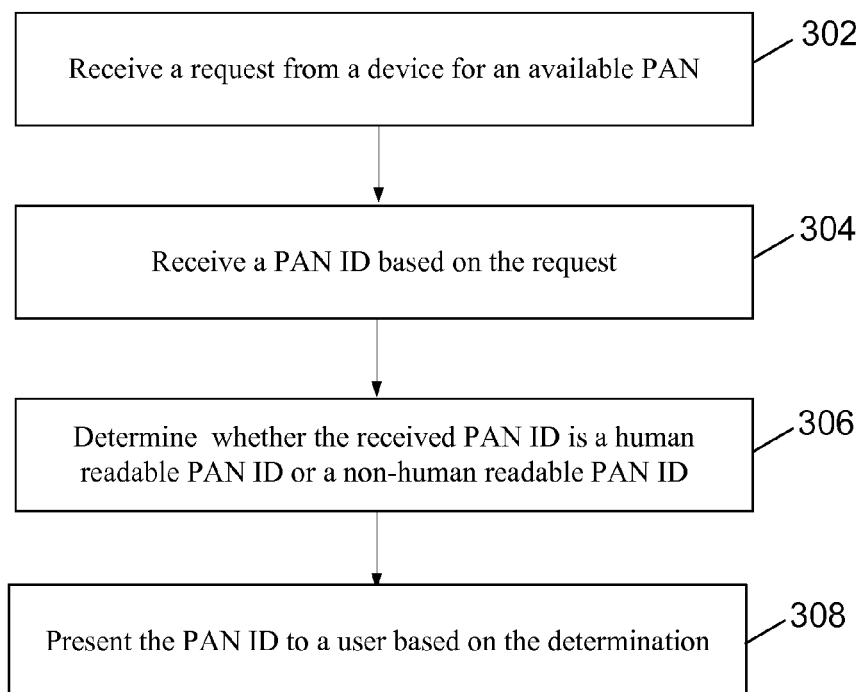 302
Receive a request from a device for an available PAN
304
Receive a PAN ID based on the request
306
Determine whether the received PAN ID is a human
readable PAN ID or a non-human readable PAN ID
308
Present the PAN ID to a user based on the determination